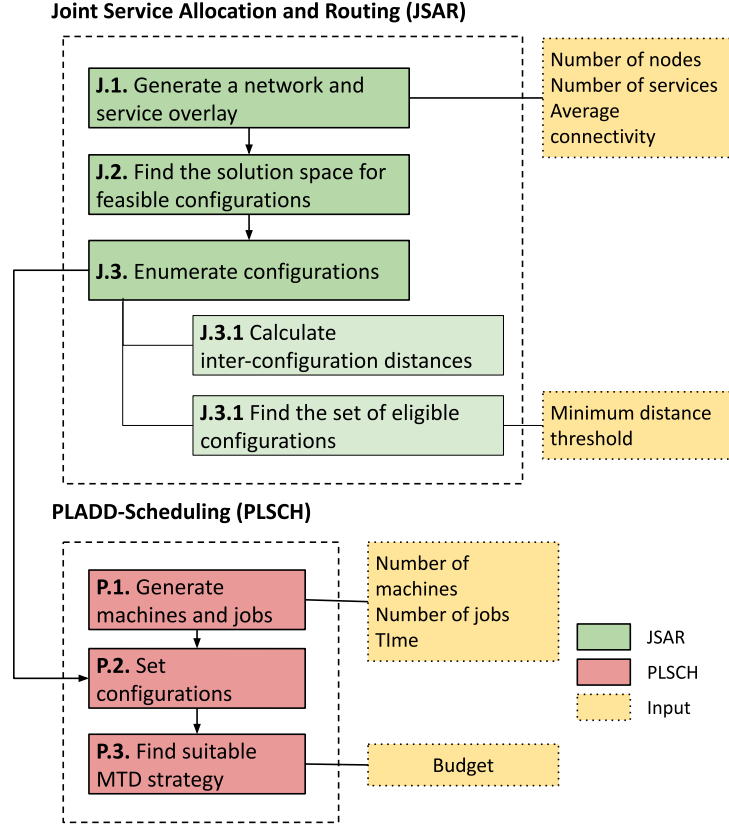 Joint Service Allocation and Routing (JSAR)
J.1. Generate a network and
service overlay
Number of nodes
Number of services
Average
connectivity
J.2. Find the solution space for
feasible configurations
J.3. Enumerate configurations
J.3.1 Calculate
inter-configuration distances
J.3.1 Find the set of eligible
configurations
Minimum distance
threshold
PLADD-Scheduling (PLSCH)
P.1. Generate
machines and jobs
Number of
machines
Number of jobs
TIme
P.2. Set
configurations
P.3. Find suitable
MTD strategy
Budget
JSAR
PLSCH
Input